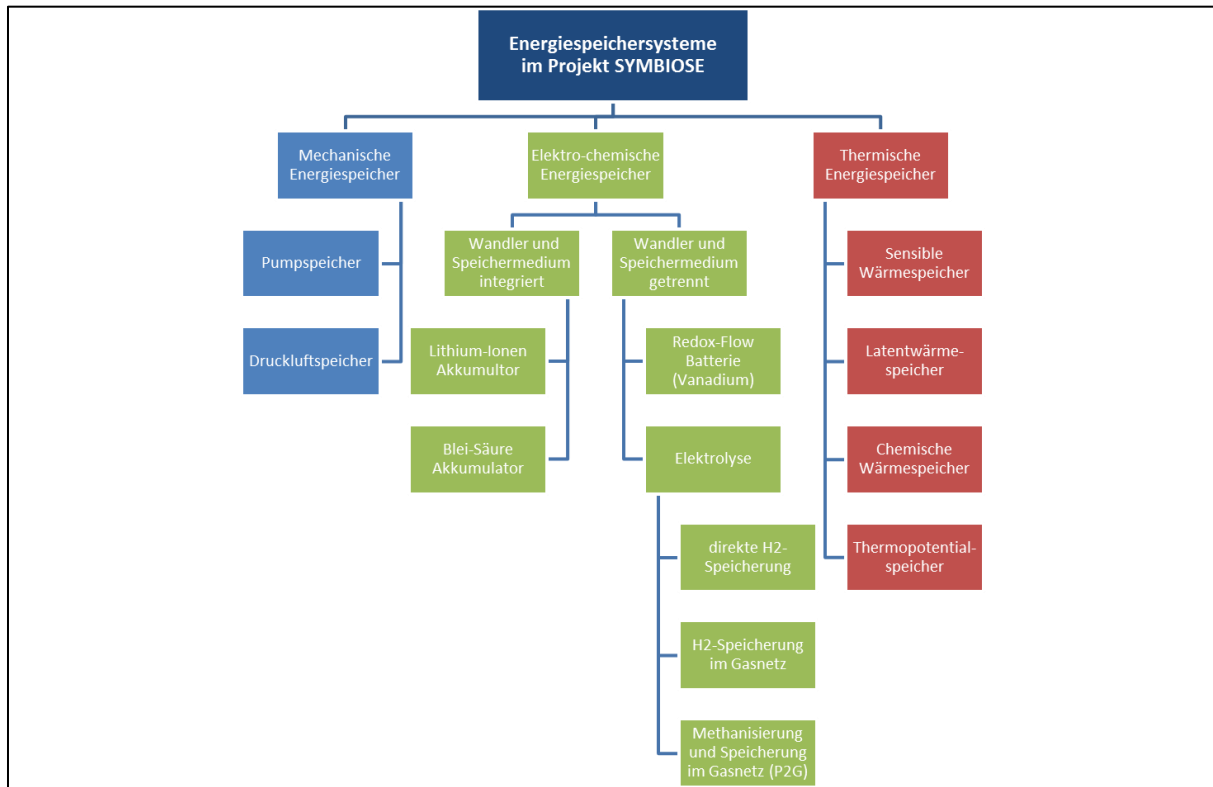 Energiespeichersysteme
im Projekt SYMBIOSE
Mechanische
Energiespeicher
Elektro-chemische
Energiespeicher
Thermische
Energiespeicher
Pumpspeicher
Druckluftspeicher
Wandler und
Speichermedium
integriert
Lithium-Ionen
Akkumultor
Blei-Säure
Akkumulator
Wandler und
Speichermedium
getrennt
Redox-Flow
Batterie
(Vanadium)
Elektrolyse
direkte H2-
Speicherung
H2-Speicherung
im Gasnetz
Methanisierung
und Speicherung
im Gasnetz (P2G)
Sensible
Wärmespeicher
Latentwärme-
speicher
Chemische
Wärmespeicher
Thermopotential-
speicher